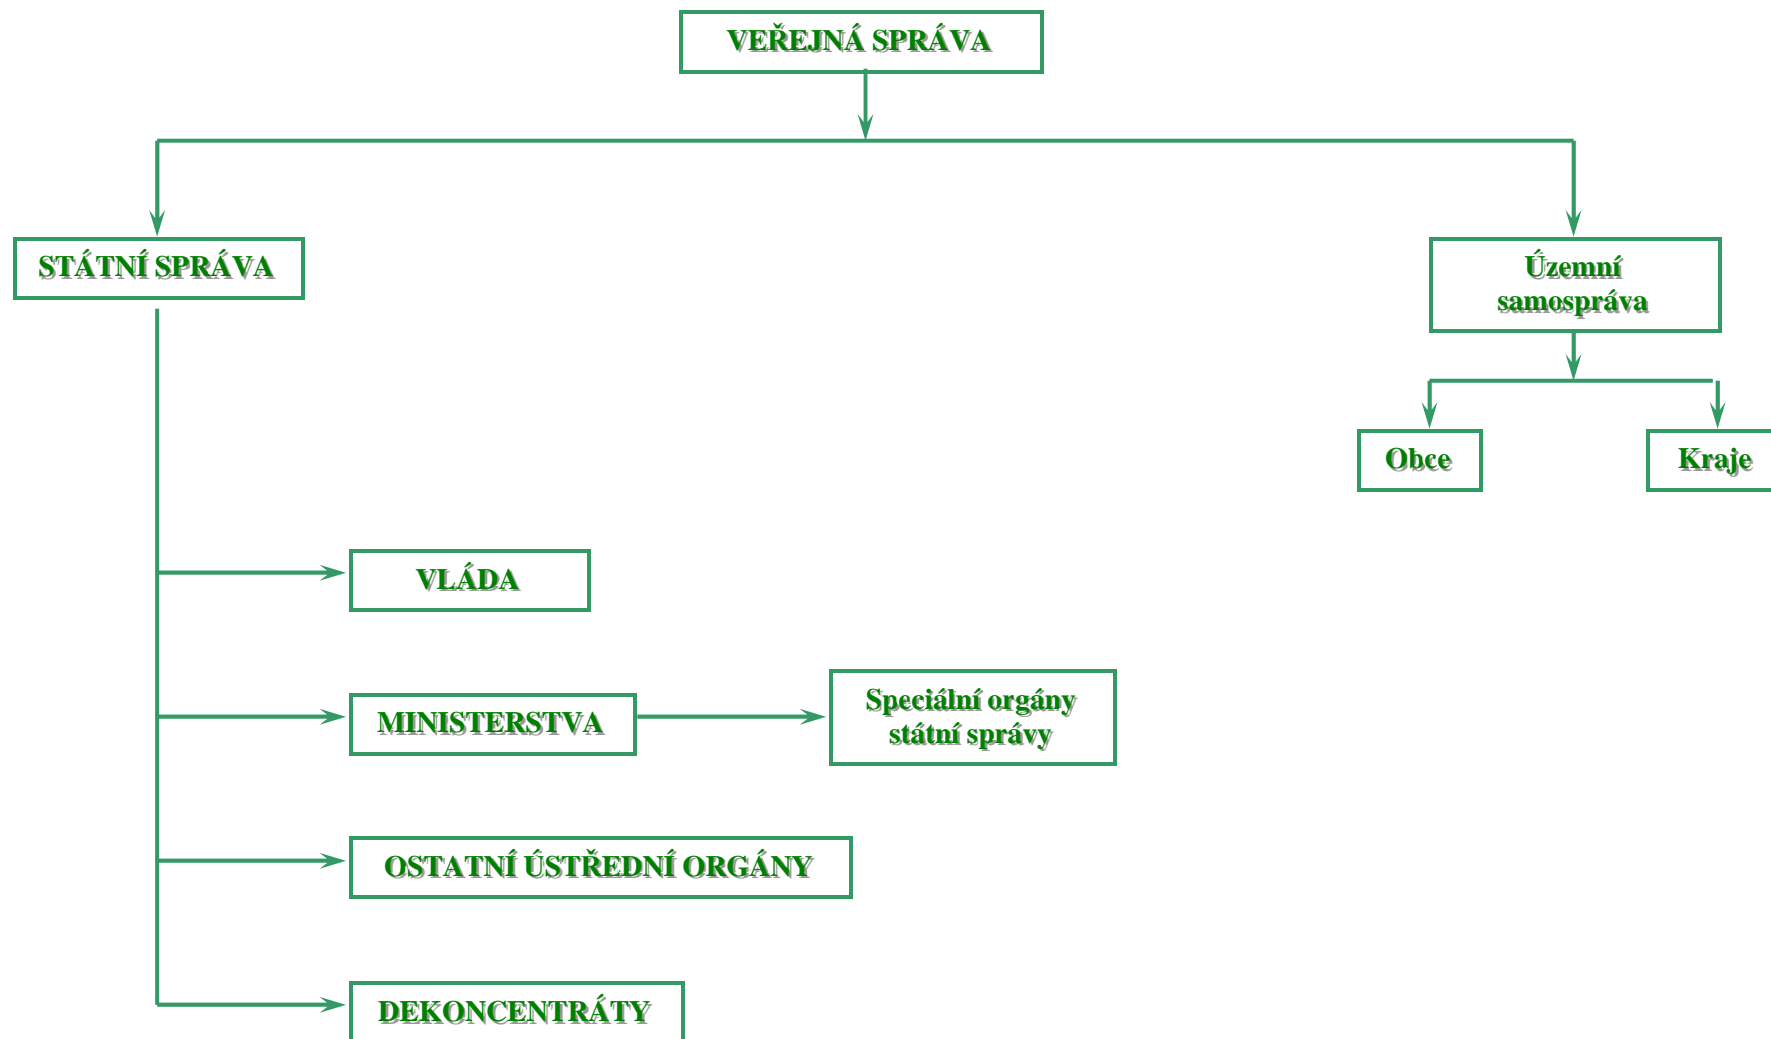 VEŘEJNÁ SPRÁVA
STÁTNÍ SPRÁVA
Územní
samospráva
Obce
Kraje
VLÁDA
MINISTERSTVA
Speciální orgány
státní správy
OSTATNÍ ÚSTŘEDNÍ ORGÁNY
DEKONCENTRÁTY